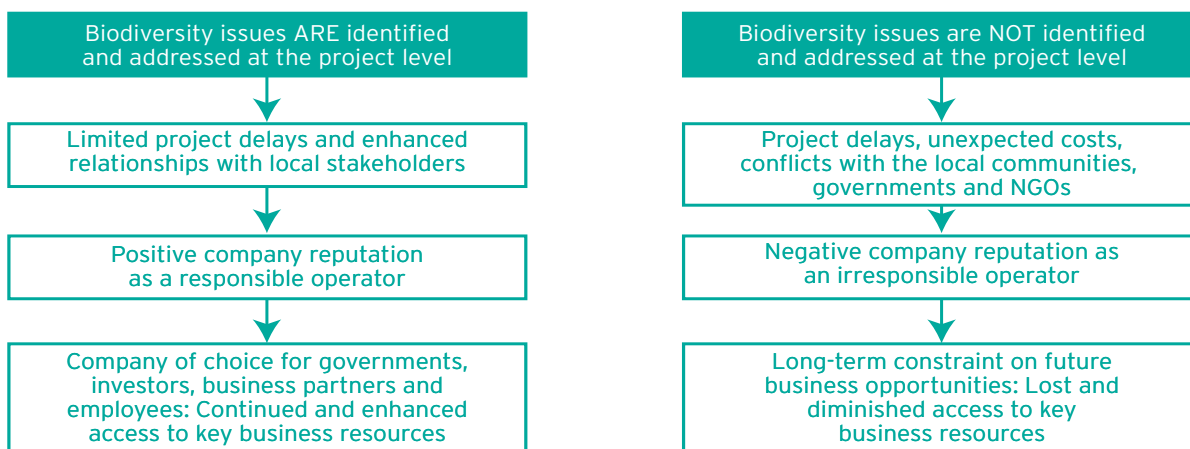 Biodiversity issues ARE identified
and addressed at the project level
Limited project delays and enhanced
relationships with local stakeholders
Positive company reputation
as a responsible operator
Company of choice for governments,
investors, business partners and
employees: Continued and enhanced
access to key business resources
Biodiversity issues are NOT identified
and addressed at the project level
Project delays, unexpected costs,
conflicts with the local communities,
governments and NGOs
Negative company reputation as
an irresponsible operator
Long-term constraint on future
business opportunities: Lost and
diminished access to key
business resources